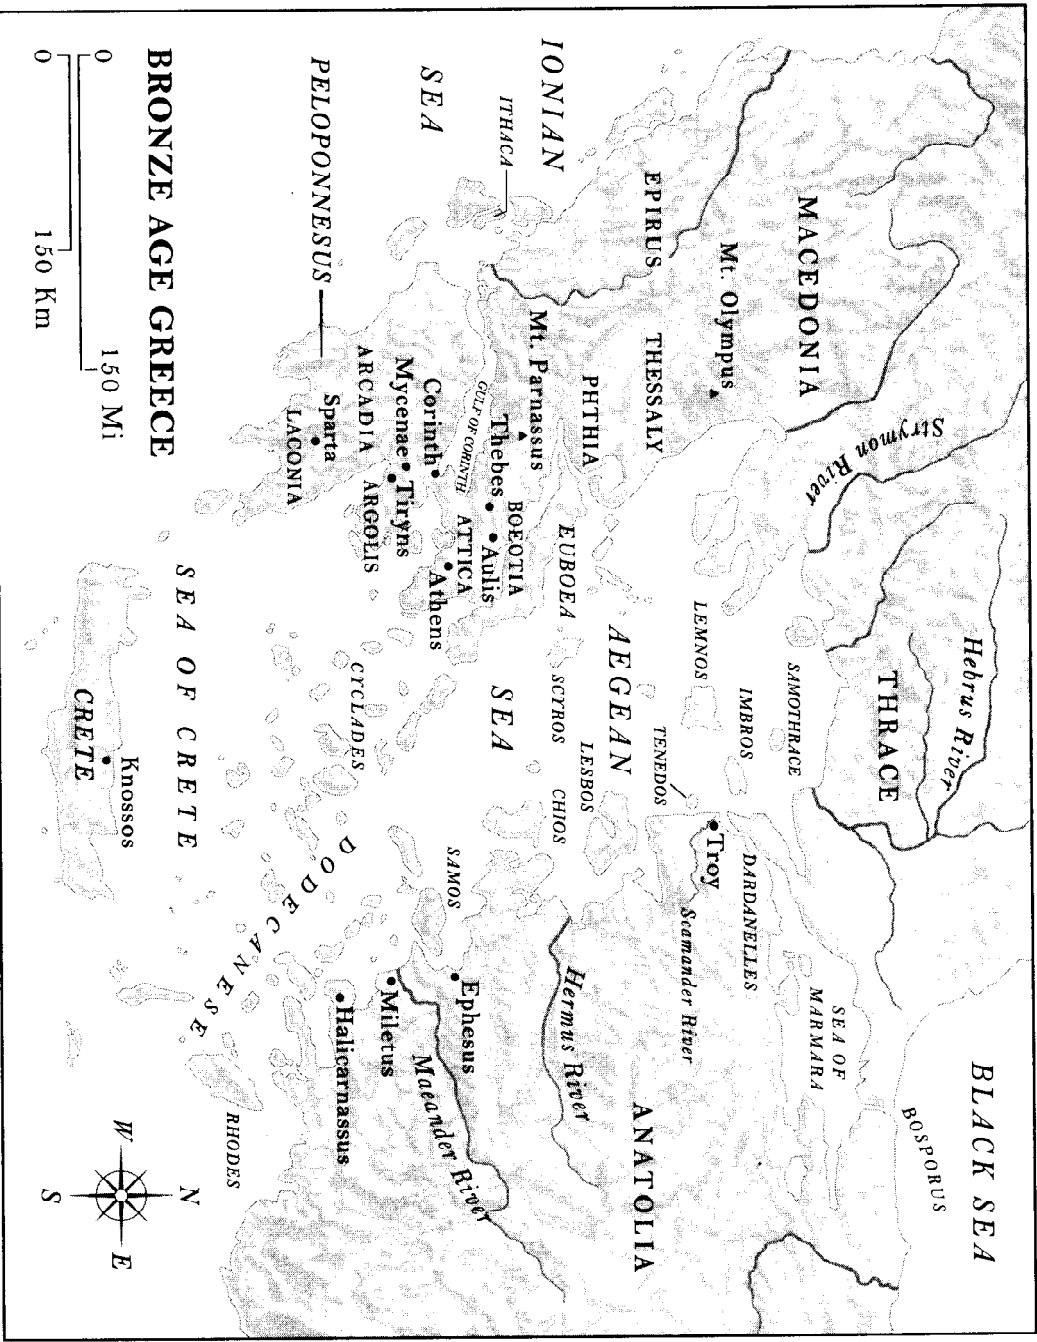 BLACK SEA
BOSPORUS
SEA OF
MARMARA
Hebrus River
THRACE
Strymon River
MACEDONIA
SAMOTHRACE
IMBROS
LEMNOS
TENEDOS
DARDANELLES
Troy
Scamander River
Mt. Olympus
EPIRUS
THESSALY
AEGEAN
SEA
ANATOLIA
PHTHIA
EUBOEA
SCYROS
LESBOS
CHIOS
Hermus River
IONIAN
SEA
ITHACA
Mt. Parnassus
BOEOTIA
Thebes
Aulis
GULF OF CORINTH
ATTICA
Athens
Corinth
Mycenae
Tiryns
ARCADIA
ARGOLIS
SAMOS
Ephesus
Maeander River
Miletus
Halicarnassus
PELOPONNESUS
Sparta
LACONIA
CYCLADES
DODECANESE
RHODES
SEA OF CRETE
Knossos
CRETE
BRONZE AGE GREECE
0 150 Mi
0 150 Km
N
W
E
S